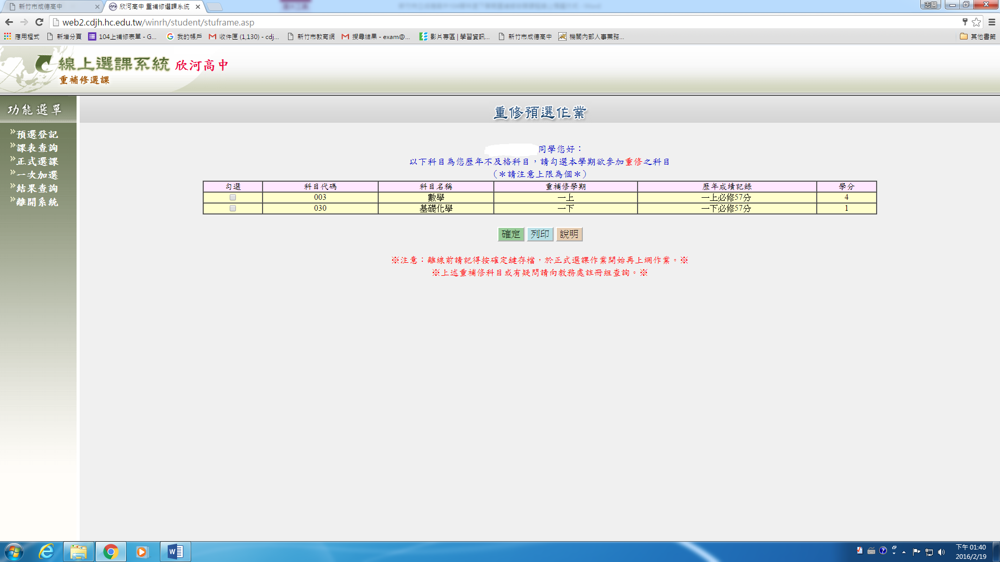 新竹市成德高中
欣河高中 重補修選課系統
志圖
web2.cdjh.hc.edu.tw/winrh/student/stuframe.asp
應用程式 新增分頁 104上補修表單 - G... 我的帳戶 收件匣 (1,130) - cdj... 新竹市教育網 搜尋結果 - exam@... 影片專區 | 學習資訊... 新竹市成德高中 機關內部人事業務... 其他書籤
線上選課系統 欣河高中
重補修選課
功能選單
重修預選作業
»預選登記
»課表查詢
»正式選課
»一次加選
»結果查詢
»離開系統
同學您好：
以下科目為您歷年不及格科目，請勾選本學期欲參加重修之科目
(＊請注意上限為個＊)
勾選 科目代碼 科目名稱 重補修學期 歷年成績記錄 學分
003 數學 一上 一上必修57分 4
030 基礎化學 一下 一下必修57分 1
確定 列印 說明
※注意：離線前請記得按確定鍵存檔，於正式選課作業開始再上網作業。※
※上述重補修科目或有疑問請向教務處註冊組查詢。※
下午 01:40
2016/2/19